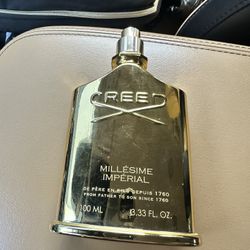 CREED
MILLÉSIME
IMPÉRIAL
DE PÈRE EN FILS DEPUIS 1760
FROM FATHER TO SON SINCE 1760
100 ML 3.33 FL. OZ.